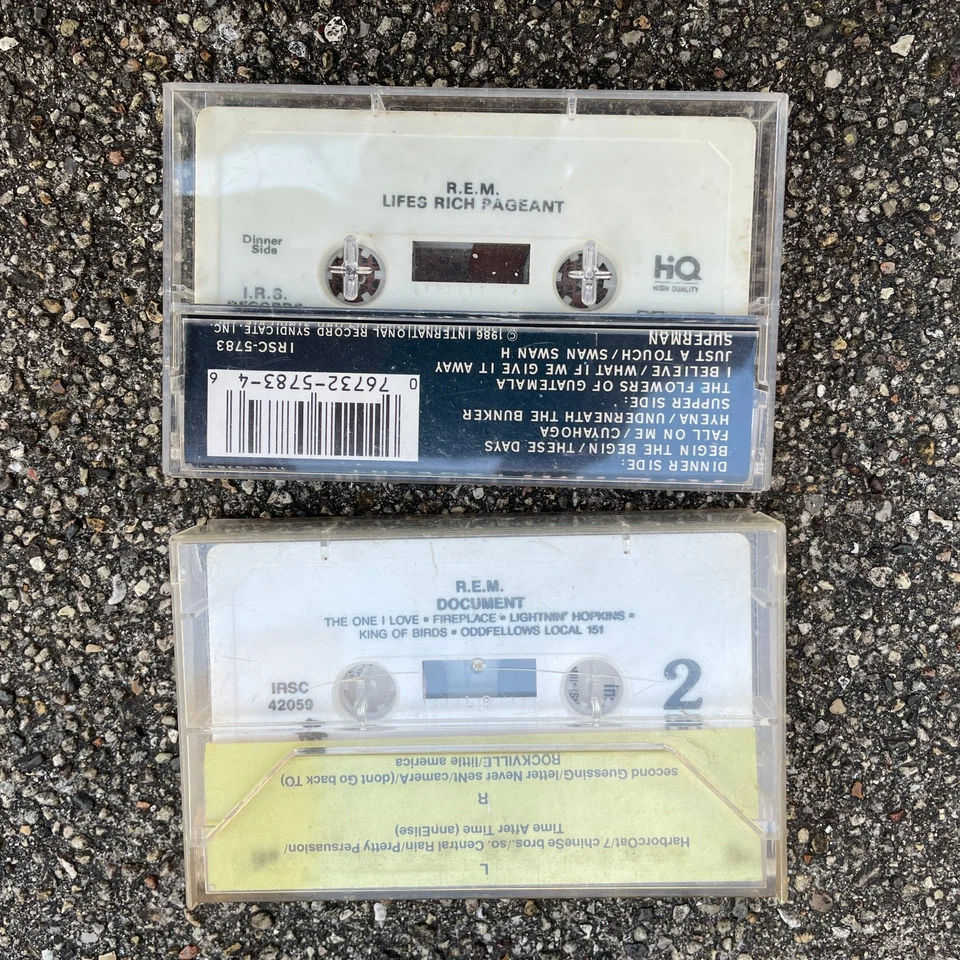 R.E.M.
LIFES RICH PAGEANT
Dinner
Side
HQ
HIGH QUALITY
I.R.S.
RECORDS
DINNER SIDE:
BEGIN THE BEGIN/THESE DAYS
FALL ON ME/CUYAHOGA
HYENA/UNDERNEATH THE BUNKER
SUPPER SIDE:
THE FLOWERS OF GUATEMALA
I BELIEVE/WHAT IF WE GIVE IT AWAY
JUST A TOUCH/SWAN SWAN H
SUPERMAN
0 76732-5783-4 6
IRSC-5783
© 1986 INTERNATIONAL RECORD SYNDICATE, INC.
R.E.M.
DOCUMENT
THE ONE I LOVE • FIREPLACE • LIGHTNIN' HOPKINS •
KING OF BIRDS • ODDFELLOWS LOCAL 151
IRSC
42059
2
L
HarborcOat/7 chineSe bros./so. Central Rain/Pretty Persuasion/
Time After Time (annElise)
R
second Guessing/letter Never seNt/camerA/(dont Go back TO)
ROCKVILLE/little america